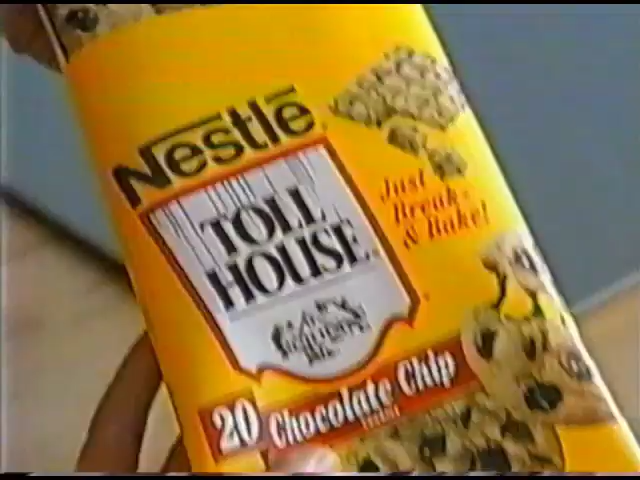 Nestlé
TOLL
HOUSE
Just
Break
& Bake!
20 Chocolate Chip